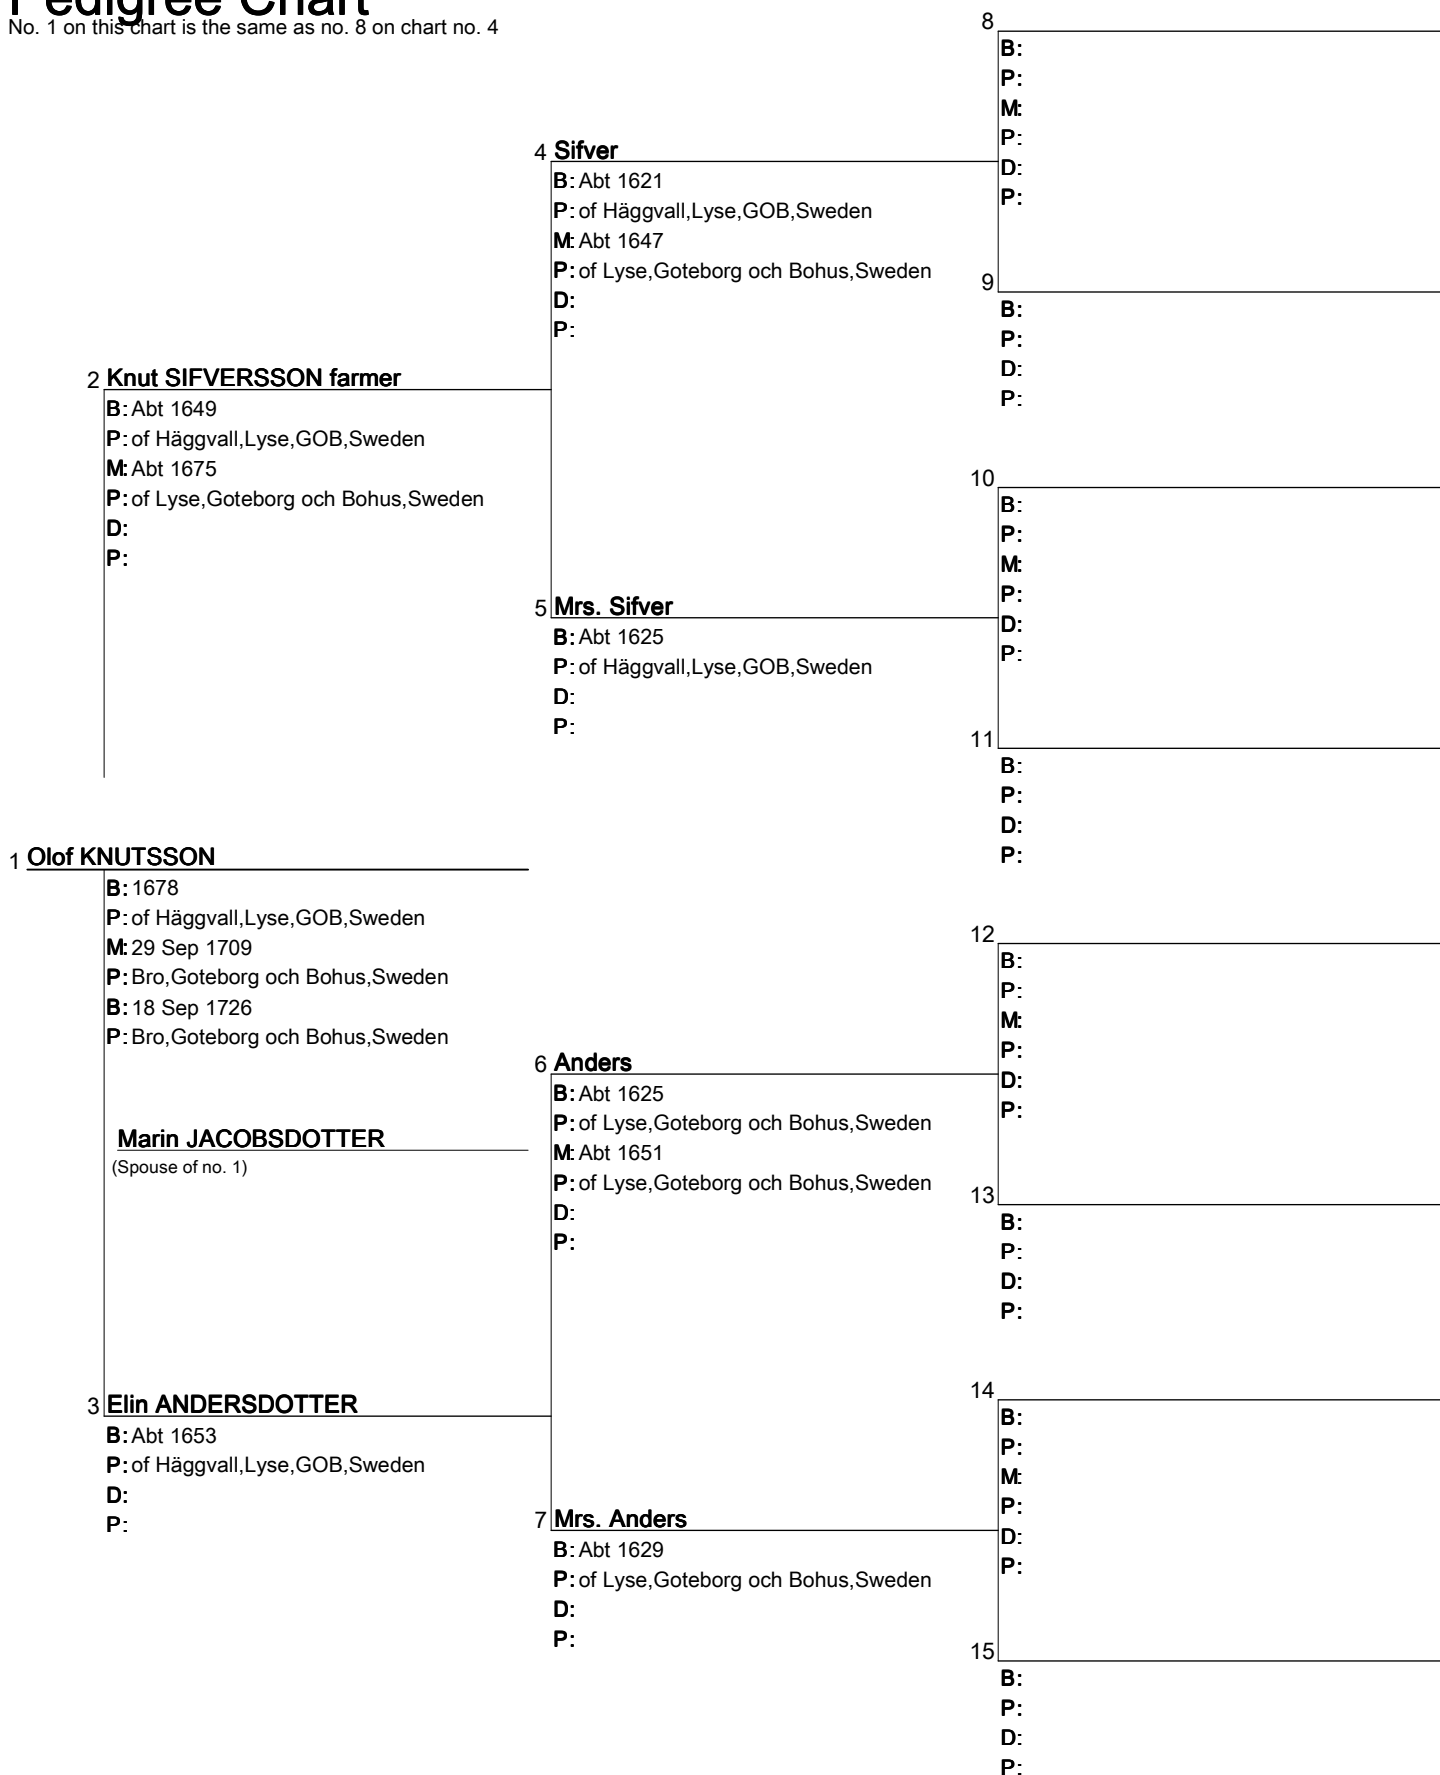 Pedigree Chart
No. 1 on this chart is the same as no. 8 on chart no. 4
8
B:
P:
M:
P:
D:
P:
4 Sifver
B: Abt 1621
P: of Häggvall,Lyse,GOB,Sweden
M: Abt 1647
P: of Lyse,Goteborg och Bohus,Sweden
D:
P:
9
B:
P:
D:
P:
2 Knut SIFVERSSON farmer
B: Abt 1649
P: of Häggvall,Lyse,GOB,Sweden
M: Abt 1675
P: of Lyse,Goteborg och Bohus,Sweden
D:
P:
10
B:
P:
M:
P:
D:
P:
5 Mrs. Sifver
B: Abt 1625
P: of Häggvall,Lyse,GOB,Sweden
D:
P:
11
B:
P:
D:
P:
1 Olof KNUTSSON
B: 1678
P: of Häggvall,Lyse,GOB,Sweden
M: 29 Sep 1709
P: Bro,Goteborg och Bohus,Sweden
B: 18 Sep 1726
P: Bro,Goteborg och Bohus,Sweden
12
B:
P:
M:
P:
D:
P:
6 Anders
B: Abt 1625
P: of Lyse,Goteborg och Bohus,Sweden
M: Abt 1651
P: of Lyse,Goteborg och Bohus,Sweden
D:
P:
Marin JACOBSDOTTER
(Spouse of no. 1)
13
B:
P:
D:
P:
3 Elin ANDERSDOTTER
B: Abt 1653
P: of Häggvall,Lyse,GOB,Sweden
D:
P:
14
B:
P:
M:
P:
D:
P:
7 Mrs. Anders
B: Abt 1629
P: of Lyse,Goteborg och Bohus,Sweden
D:
P:
15
B:
P:
D:
P: